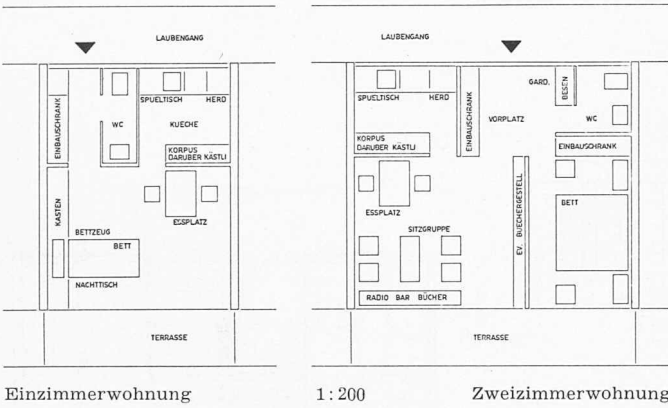 LAUBENGANG
EINBAUSCHRANK
WC
SPUELTISCH HERD
KUECHE
KORPUS
DARUBER KÄSTLI
KASTEN
ESSPLATZ
BETTZEUG
BETT
NACHTTISCH
TERRASSE
Einzimmerwohnung
1:200
LAUBENGANG
SPUELTISCH HERD
EINBAUSCHRANK
GARD.
BESEN
VORPLATZ
WC
KORPUS
DARUBER KÄSTLI
EINBAUSCHRANK
ESSPLATZ
SITZGRUPPE
EV. BUECHERGESTELL
BETT
RADIO BAR BÜCHER
TERRASSE
Zweizimmerwohnung